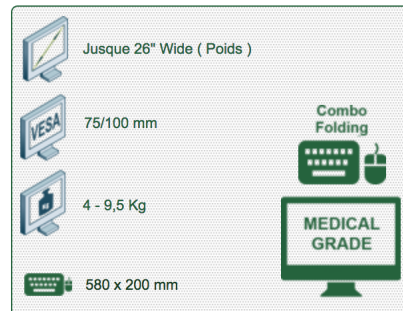 Jusque 26" Wide ( Poids )
VESA
75/100 mm
Combo
Folding
4 - 9,5 Kg
MEDICAL
GRADE
580 x 200 mm